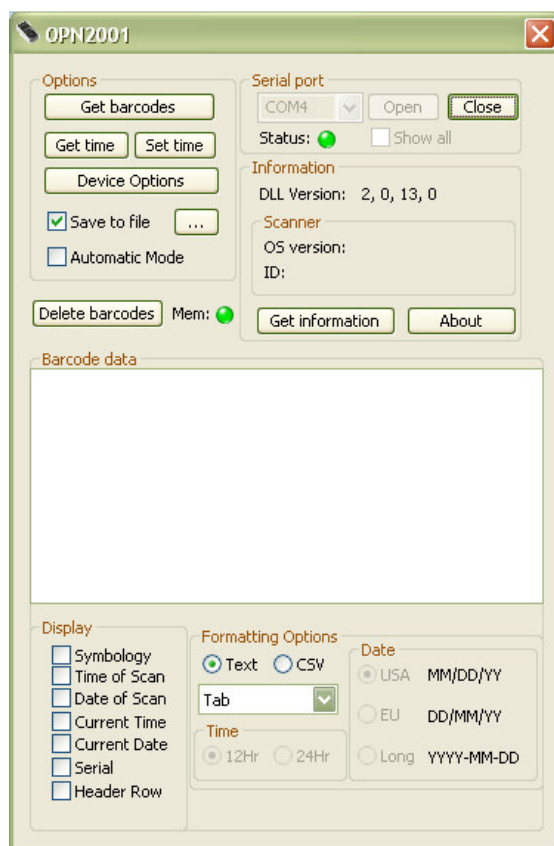 OPN2001
Options
Get barcodes
Get time Set time
Device Options
Save to file ...
Automatic Mode
Delete barcodes Mem:
Serial port
COM4 Open Close
Status: Show all
Information
DLL Version: 2, 0, 13, 0
Scanner
OS version:
ID:
Get information About
Barcode data
Display
Symbology
Time of Scan
Date of Scan
Current Time
Current Date
Serial
Header Row
Formatting Options
Text CSV
Tab
Time
12Hr 24Hr
Date
USA MM/DD/YY
EU DD/MM/YY
Long YYYY-MM-DD